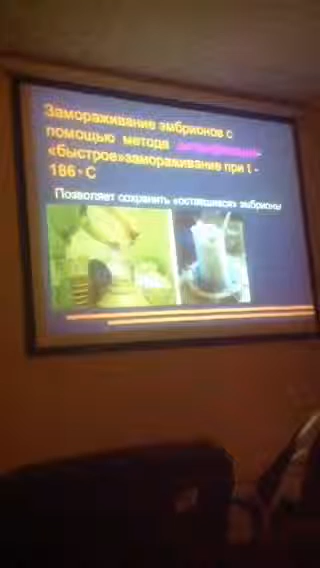 Замораживание эмбрионов с
помощью метода
«быстрое»замораживание при t -
186 · C
Позволяет сохранить «оставшиеся» эмбрионы